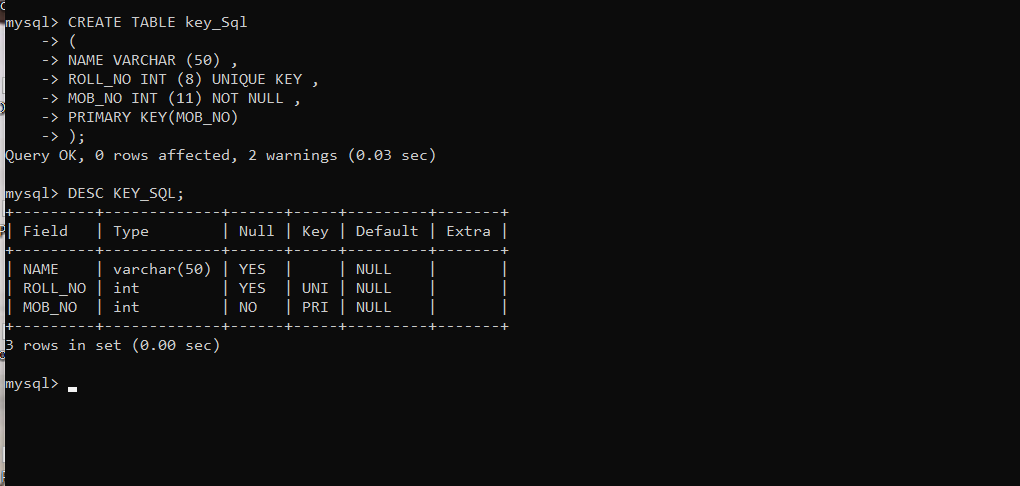 mysql> CREATE TABLE key_Sql
    -> (
    -> NAME VARCHAR (50) ,
    -> ROLL_NO INT (8) UNIQUE KEY ,
    -> MOB_NO INT (11) NOT NULL ,
    -> PRIMARY KEY(MOB_NO)
    -> );
Query OK, 0 rows affected, 2 warnings (0.03 sec)
mysql> DESC KEY_SQL;
+---------+-------------+------+-----+---------+-------+
| Field   | Type        | Null | Key | Default | Extra |
+---------+-------------+------+-----+---------+-------+
| NAME    | varchar(50) | YES  |     | NULL    |       |
| ROLL_NO | int         | YES  | UNI | NULL    |       |
| MOB_NO  | int         | NO   | PRI | NULL    |       |
+---------+-------------+------+-----+---------+-------+
3 rows in set (0.00 sec)
mysql>